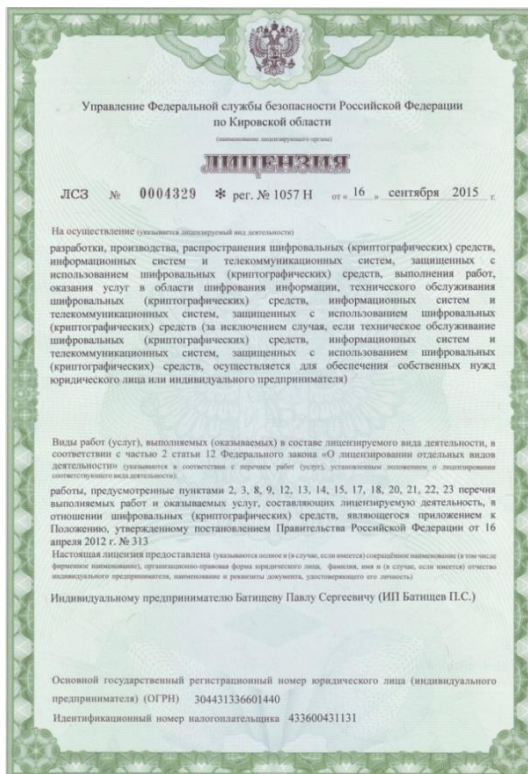 Управление Федеральной службы безопасности Российской Федерации
по Кировской области
(наименование лицензирующего органа)
ЛИЦЕНЗИЯ
ЛСЗ № 0004329 * рег. № 1057 Н от « 16 » сентября 2015 г.
На осуществление (указывается лицензируемый вид деятельности)
разработки, производства, распространения шифровальных (криптографических) средств,
информационных систем и телекоммуникационных систем, защищенных с
использованием шифровальных (криптографических) средств, выполнения работ,
оказания услуг в области шифрования информации, технического обслуживания
шифровальных (криптографических) средств, информационных систем и
телекоммуникационных систем, защищенных с использованием шифровальных
(криптографических) средств (за исключением случая, если техническое обслуживание
шифровальных (криптографических) средств, информационных систем и
телекоммуникационных систем, защищенных с использованием шифровальных
(криптографических) средств, осуществляется для обеспечения собственных нужд
юридического лица или индивидуального предпринимателя)
Виды работ (услуг), выполняемых (оказываемых) в составе лицензируемого вида деятельности, в
соответствии с частью 2 статьи 12 Федерального закона «О лицензировании отдельных видов
деятельности» (указываются в соответствии с перечнем работ (услуг), установленным положением о лицензировании
соответствующего вида деятельности):
работы, предусмотренные пунктами 2, 3, 8, 9, 12, 13, 14, 15, 17, 18, 20, 21, 22, 23 перечня
выполняемых работ и оказываемых услуг, составляющих лицензируемую деятельность, в
отношении шифровальных (криптографических) средств, являющегося приложением к
Положению, утвержденному постановлением Правительства Российской Федерации от 16
апреля 2012 г. № 313
Настоящая лицензия предоставлена (указываются полное и (в случае, если имеется) сокращённое наименование (в том числе
фирменное наименование), организационно-правовая форма юридического лица, фамилия, имя и (в случае, если имеется) отчество
индивидуального предпринимателя, наименование и реквизиты документа, удостоверяющего его личность)
Индивидуальному предпринимателю Батищеву Павлу Сергеевичу (ИП Батищев П.С.)
Основной государственный регистрационный номер юридического лица (индивидуального
предпринимателя) (ОГРН) 304431336601440
Идентификационный номер налогоплательщика 433600431131